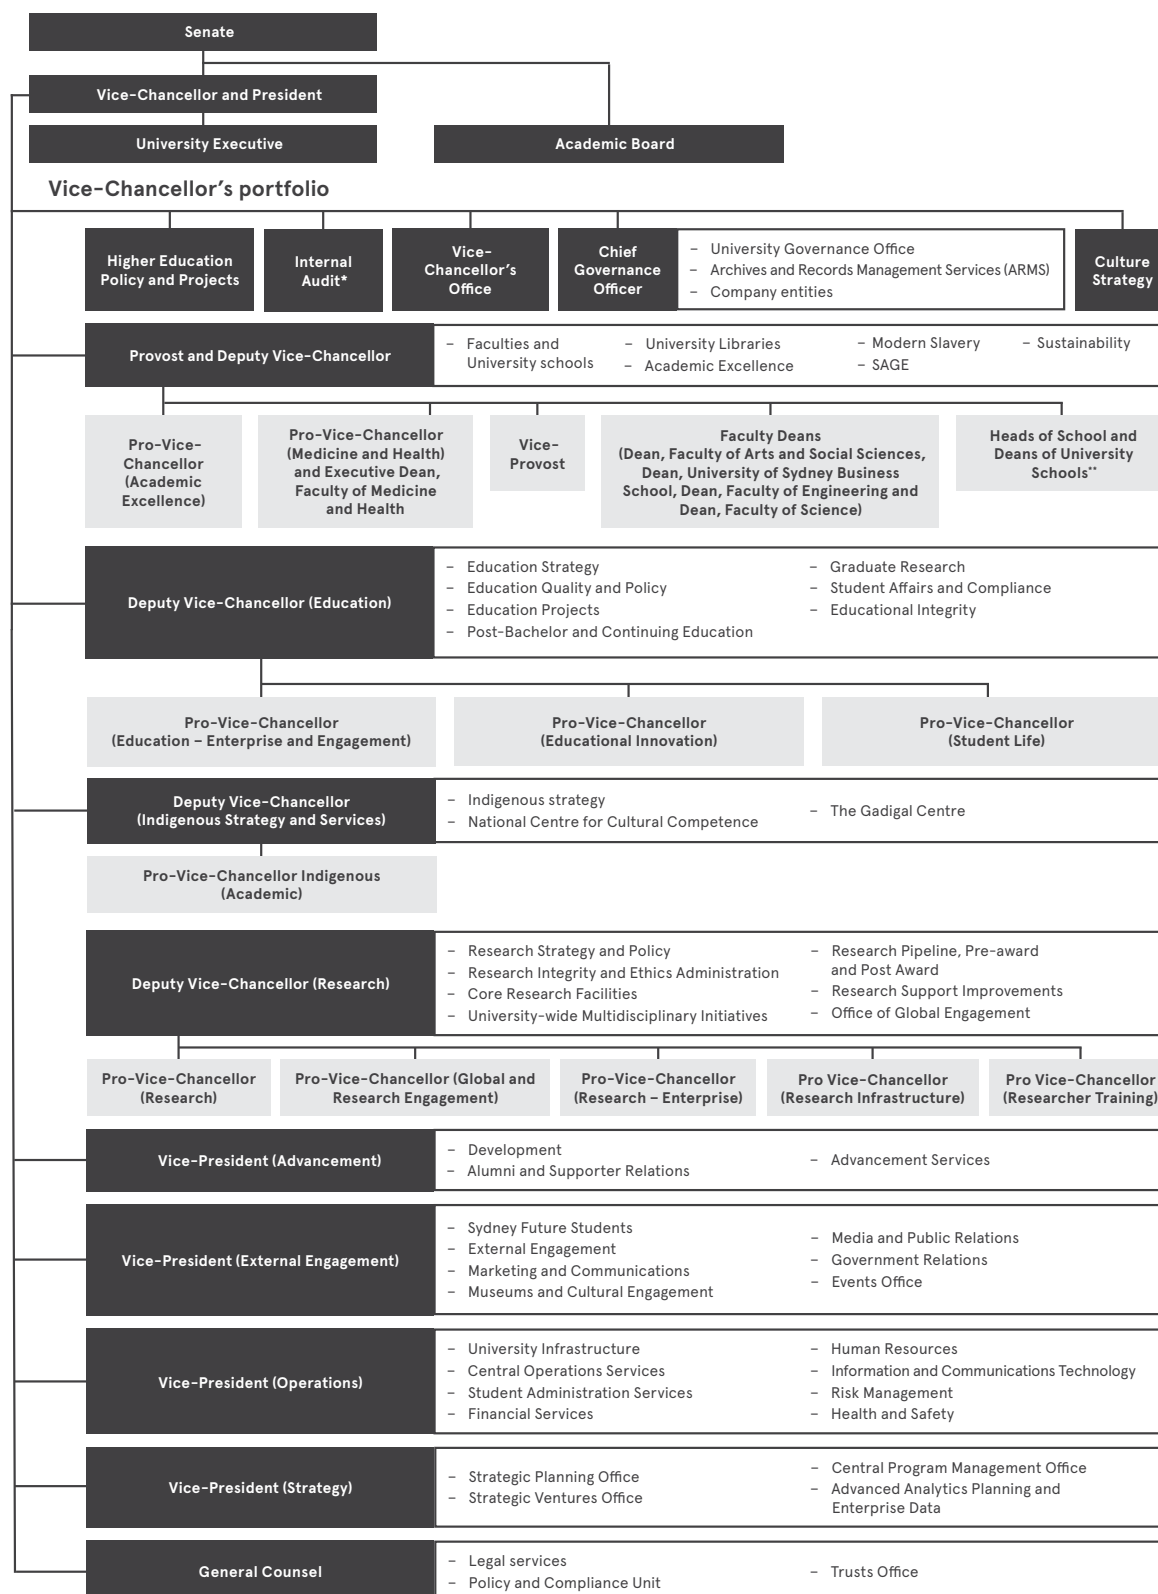 Senate
Vice-Chancellor and President
University Executive
Academic Board
Vice-Chancellor's portfolio
Higher Education
Policy and Projects
Internal
Audit*
Vice-
Chancellor's
Office
Chief
Governance
Officer
– University Governance Office
– Archives and Records Management Services (ARMS)
– Company entities
Culture
Strategy
Provost and Deputy Vice-Chancellor
– Faculties and
University schools
– University Libraries
– Academic Excellence
– Modern Slavery
– SAGE
– Sustainability
Pro-Vice-
Chancellor
(Academic
Excellence)
Pro-Vice-Chancellor
(Medicine and Health)
and Executive Dean,
Faculty of Medicine
and Health
Vice-
Provost
Faculty Deans
(Dean, Faculty of Arts and Social Sciences,
Dean, University of Sydney Business
School, Dean, Faculty of Engineering and
Dean, Faculty of Science)
Heads of School and
Deans of University
Schools**
Deputy Vice-Chancellor (Education)
– Education Strategy
– Education Quality and Policy
– Education Projects
– Post-Bachelor and Continuing Education
– Graduate Research
– Student Affairs and Compliance
– Educational Integrity
Pro-Vice-Chancellor
(Education – Enterprise and Engagement)
Pro-Vice-Chancellor
(Educational Innovation)
Pro-Vice-Chancellor
(Student Life)
Deputy Vice-Chancellor
(Indigenous Strategy and Services)
– Indigenous strategy
– National Centre for Cultural Competence
– The Gadigal Centre
Pro-Vice-Chancellor Indigenous
(Academic)
Deputy Vice-Chancellor (Research)
– Research Strategy and Policy
– Research Integrity and Ethics Administration
– Core Research Facilities
– University-wide Multidisciplinary Initiatives
– Research Pipeline, Pre-award
and Post Award
– Research Support Improvements
– Office of Global Engagement
Pro-Vice-Chancellor
(Research)
Pro-Vice-Chancellor (Global and
Research Engagement)
Pro-Vice-Chancellor
(Research – Enterprise)
Pro Vice-Chancellor
(Research Infrastructure)
Pro Vice-Chancellor
(Researcher Training)
Vice-President (Advancement)
– Development
– Alumni and Supporter Relations
– Advancement Services
Vice-President (External Engagement)
– Sydney Future Students
– External Engagement
– Marketing and Communications
– Museums and Cultural Engagement
– Media and Public Relations
– Government Relations
– Events Office
Vice-President (Operations)
– University Infrastructure
– Central Operations Services
– Student Administration Services
– Financial Services
– Human Resources
– Information and Communications Technology
– Risk Management
– Health and Safety
Vice-President (Strategy)
– Strategic Planning Office
– Strategic Ventures Office
– Central Program Management Office
– Advanced Analytics Planning and
Enterprise Data
General Counsel
– Legal services
– Policy and Compliance Unit
– Trusts Office